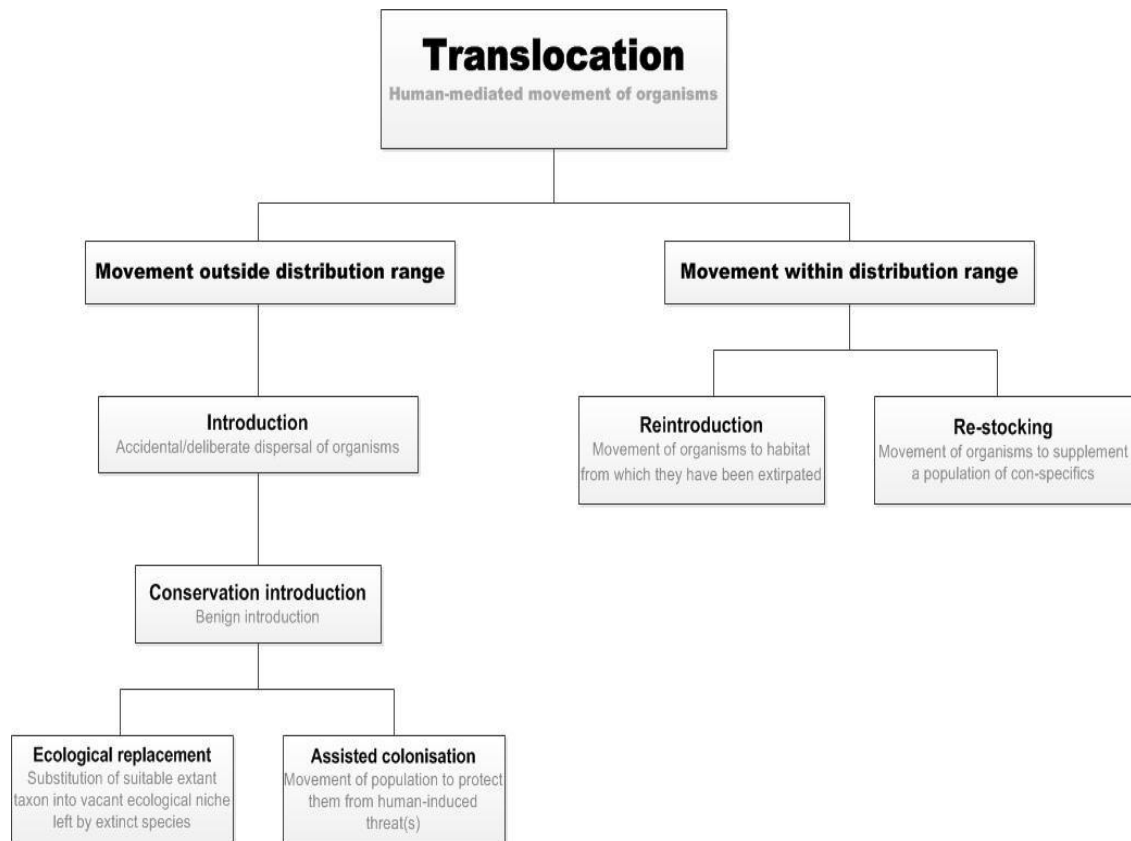 Translocation
Human-mediated movement of organisms
Movement outside distribution range
Movement within distribution range
Introduction
Accidental/deliberate dispersal of organisms
Reintroduction
Movement of organisms to habitat
from which they have been extirpated
Re-stocking
Movement of organisms to supplement
a population of con-specifics
Conservation introduction
Benign introduction
Ecological replacement
Substitution of suitable extant
taxon into vacant ecological niche
left by extinct species
Assisted colonisation
Movement of population to protect
them from human-induced
threat(s)